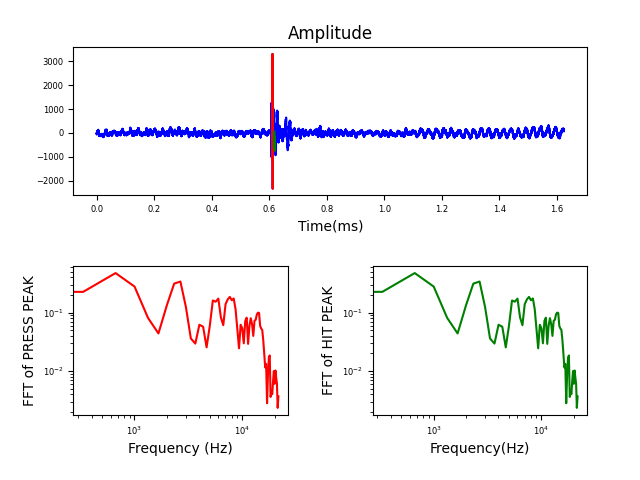 Amplitude
3000
2000
1000
0
−1000
−2000
0.0 0.2 0.4 0.6 0.8 1.0 1.2 1.4 1.6
Time(ms)
FFT of PRESS PEAK
10⁻¹
10⁻²
10³ 10⁴
Frequency (Hz)
FFT of HIT PEAK
10⁻¹
10⁻²
10³ 10⁴
Frequency(Hz)